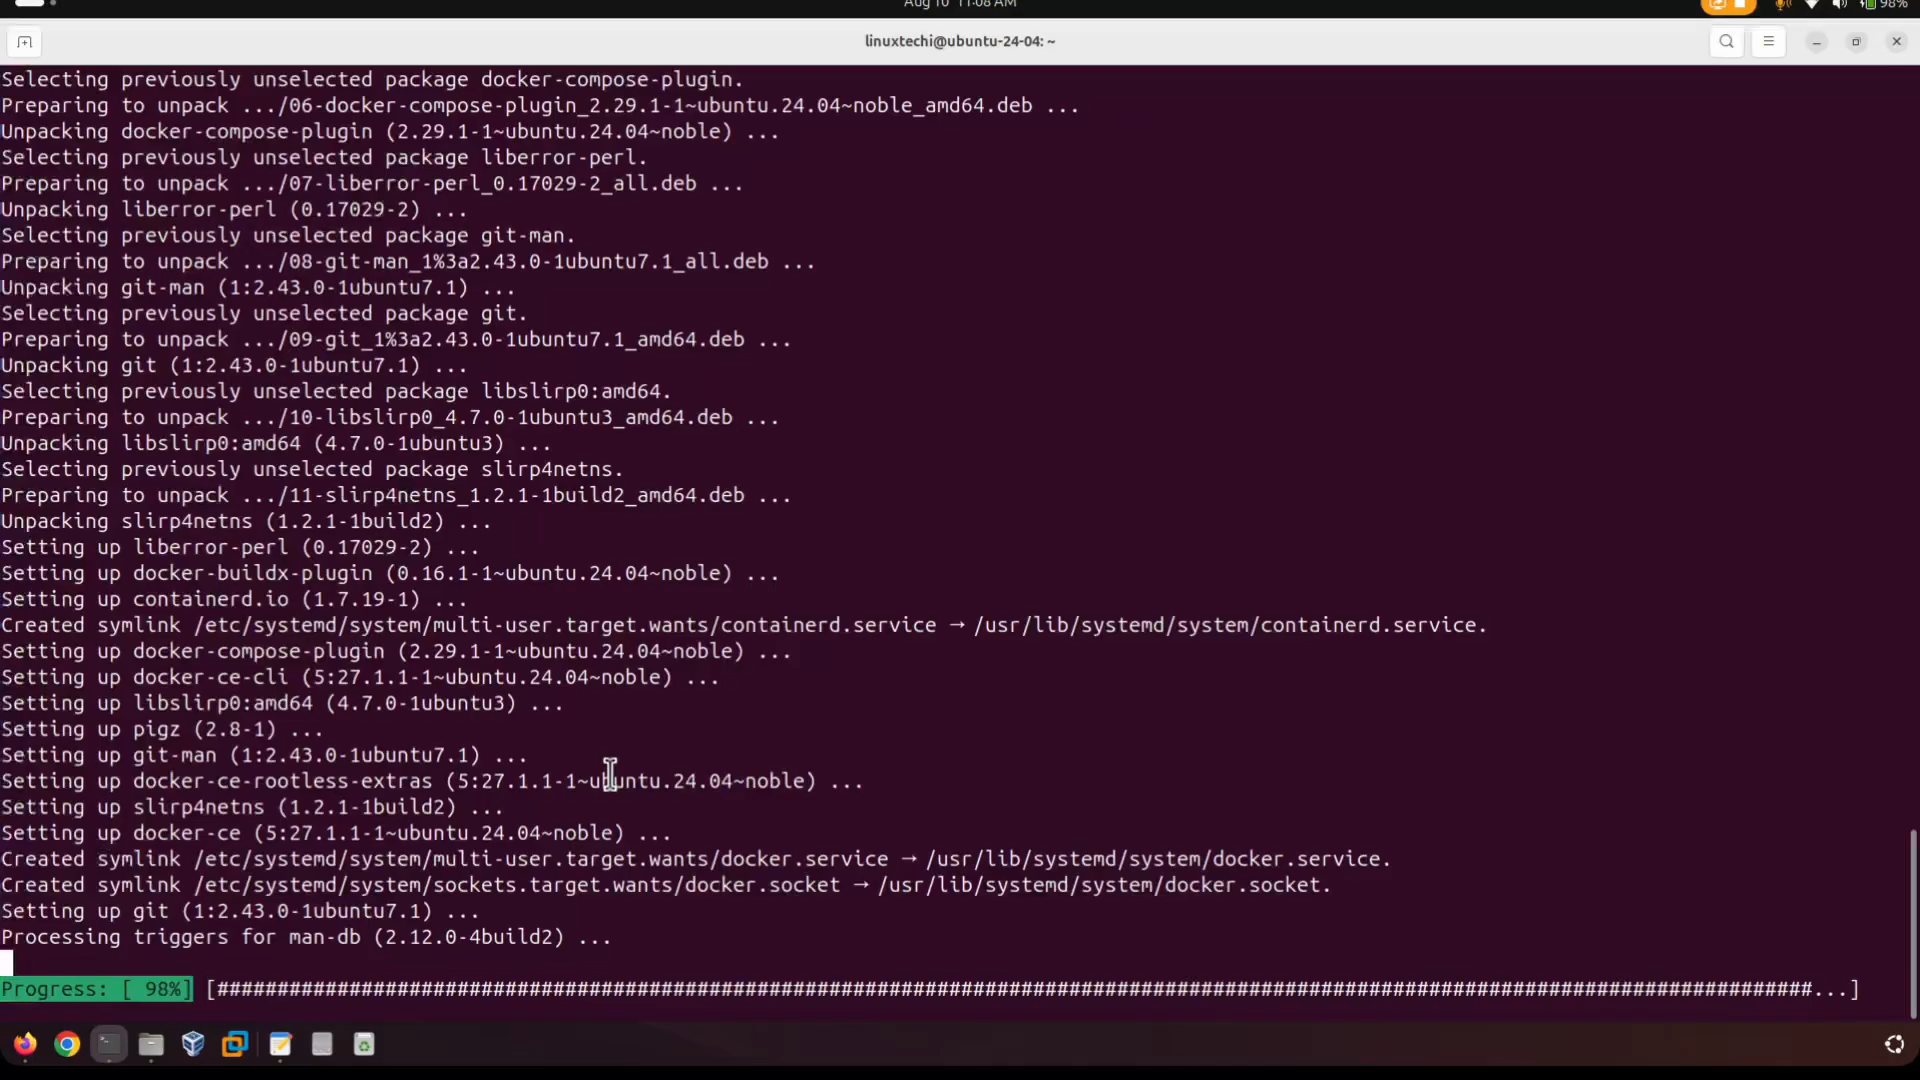 Aug 10 11:08 AM
98%
linuxtechi@ubuntu-24-04: ~
Selecting previously unselected package docker-compose-plugin.
Preparing to unpack .../06-docker-compose-plugin_2.29.1-1~ubuntu.24.04~noble_amd64.deb ...
Unpacking docker-compose-plugin (2.29.1-1~ubuntu.24.04~noble) ...
Selecting previously unselected package liberror-perl.
Preparing to unpack .../07-liberror-perl_0.17029-2_all.deb ...
Unpacking liberror-perl (0.17029-2) ...
Selecting previously unselected package git-man.
Preparing to unpack .../08-git-man_1%3a2.43.0-1ubuntu7.1_all.deb ...
Unpacking git-man (1:2.43.0-1ubuntu7.1) ...
Selecting previously unselected package git.
Preparing to unpack .../09-git_1%3a2.43.0-1ubuntu7.1_amd64.deb ...
Unpacking git (1:2.43.0-1ubuntu7.1) ...
Selecting previously unselected package libslirp0:amd64.
Preparing to unpack .../10-libslirp0_4.7.0-1ubuntu3_amd64.deb ...
Unpacking libslirp0:amd64 (4.7.0-1ubuntu3) ...
Selecting previously unselected package slirp4netns.
Preparing to unpack .../11-slirp4netns_1.2.1-1build2_amd64.deb ...
Unpacking slirp4netns (1.2.1-1build2) ...
Setting up liberror-perl (0.17029-2) ...
Setting up docker-buildx-plugin (0.16.1-1~ubuntu.24.04~noble) ...
Setting up containerd.io (1.7.19-1) ...
Created symlink /etc/systemd/system/multi-user.target.wants/containerd.service → /usr/lib/systemd/system/containerd.service.
Setting up docker-compose-plugin (2.29.1-1~ubuntu.24.04~noble) ...
Setting up docker-ce-cli (5:27.1.1-1~ubuntu.24.04~noble) ...
Setting up libslirp0:amd64 (4.7.0-1ubuntu3) ...
Setting up pigz (2.8-1) ...
Setting up git-man (1:2.43.0-1ubuntu7.1) ...
Setting up docker-ce-rootless-extras (5:27.1.1-1~ubuntu.24.04~noble) ...
Setting up slirp4netns (1.2.1-1build2) ...
Setting up docker-ce (5:27.1.1-1~ubuntu.24.04~noble) ...
Created symlink /etc/systemd/system/multi-user.target.wants/docker.service → /usr/lib/systemd/system/docker.service.
Created symlink /etc/systemd/system/sockets.target.wants/docker.socket → /usr/lib/systemd/system/docker.socket.
Setting up git (1:2.43.0-1ubuntu7.1) ...
Processing triggers for man-db (2.12.0-4build2) ...
Progress: [ 98%] [#####################################################################################################################################...]